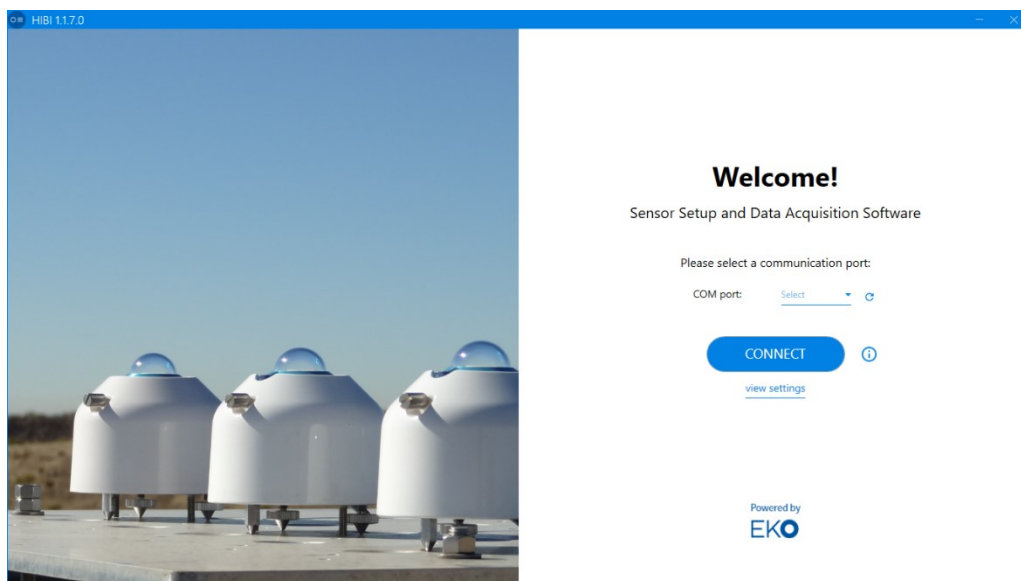 HIBI 1.1.7.0
Welcome!
Sensor Setup and Data Acquisition Software
Please select a communication port:
COM port: Select
CONNECT
view settings
Powered by
EKO